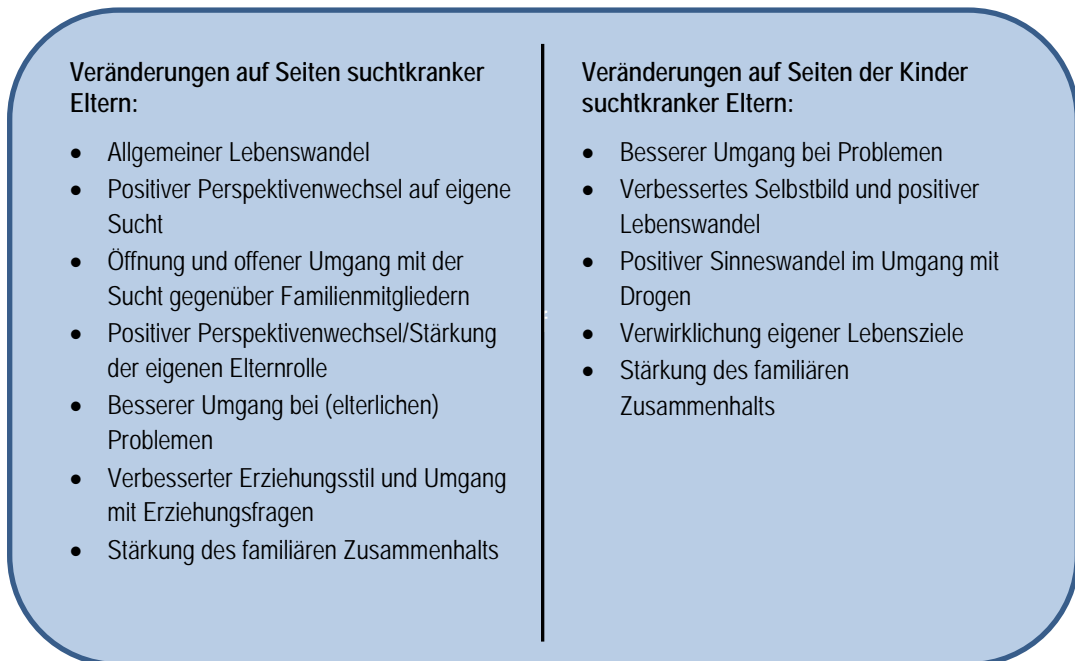 Veränderungen auf Seiten suchtkranker
Eltern:
• Allgemeiner Lebenswandel
• Positiver Perspektivenwechsel auf eigene
Sucht
• Öffnung und offener Umgang mit der
Sucht gegenüber Familienmitgliedern
• Positiver Perspektivenwechsel/Stärkung
der eigenen Elternrolle
• Besserer Umgang bei (elterlichen)
Problemen
• Verbesserter Erziehungsstil und Umgang
mit Erziehungsfragen
• Stärkung des familiären Zusammenhalts
Veränderungen auf Seiten der Kinder
suchtkranker Eltern:
• Besserer Umgang bei Problemen
• Verbessertes Selbstbild und positiver
Lebenswandel
• Positiver Sinneswandel im Umgang mit
Drogen
• Verwirklichung eigener Lebensziele
• Stärkung des familiären
Zusammenhalts